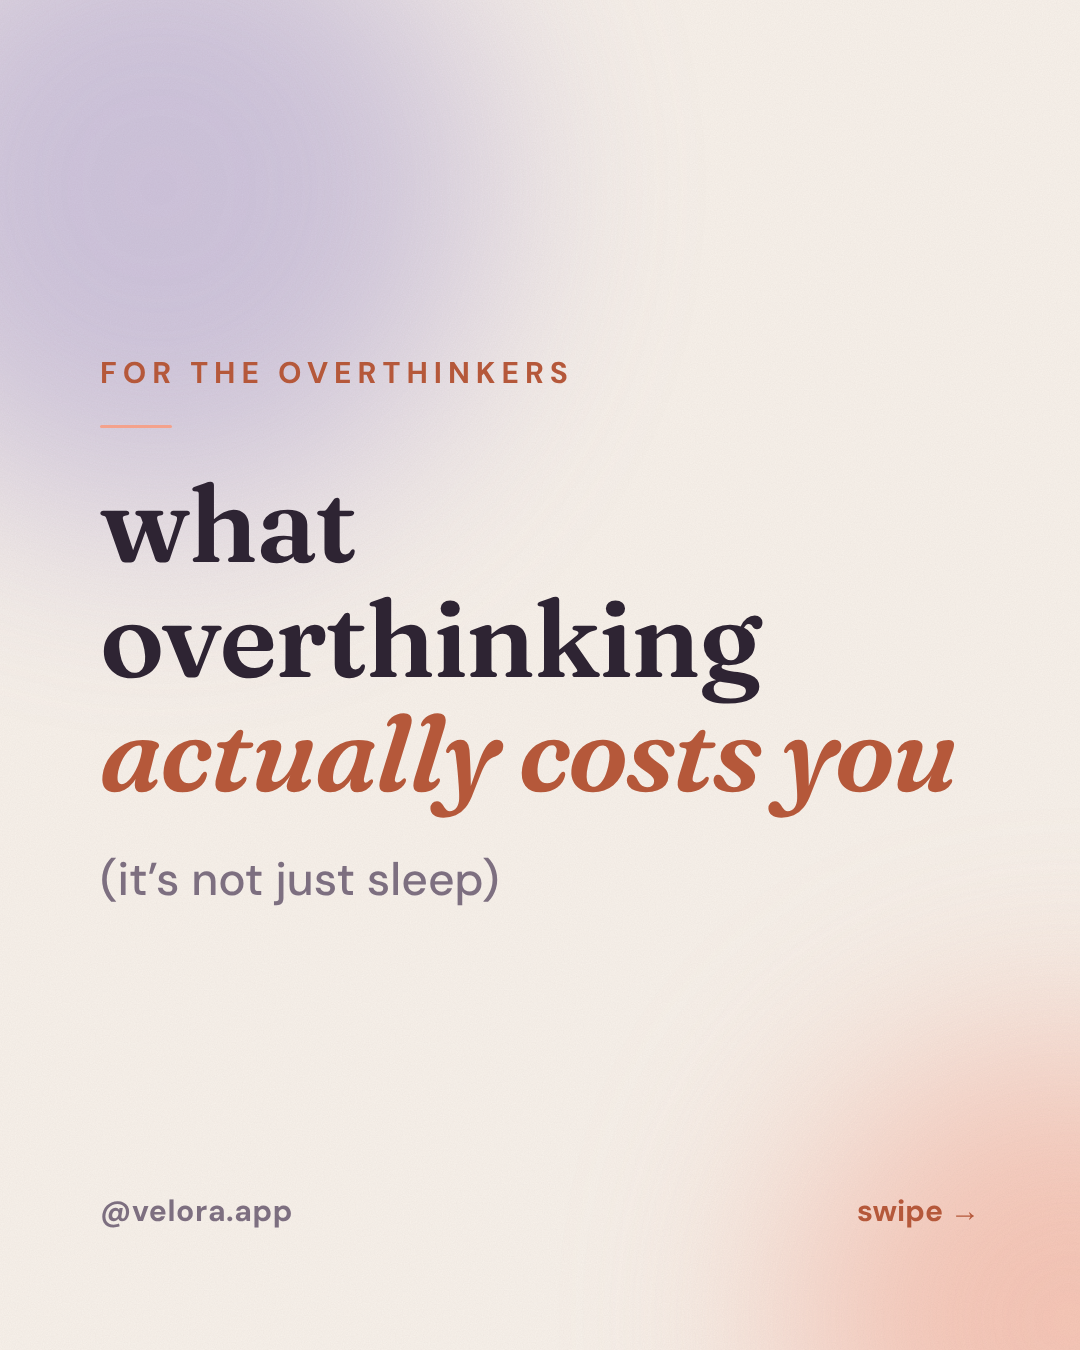 FOR THE OVERTHINKERS
what
overthinking
actually costs you
(it’s not just sleep)
@velora.app
swipe →